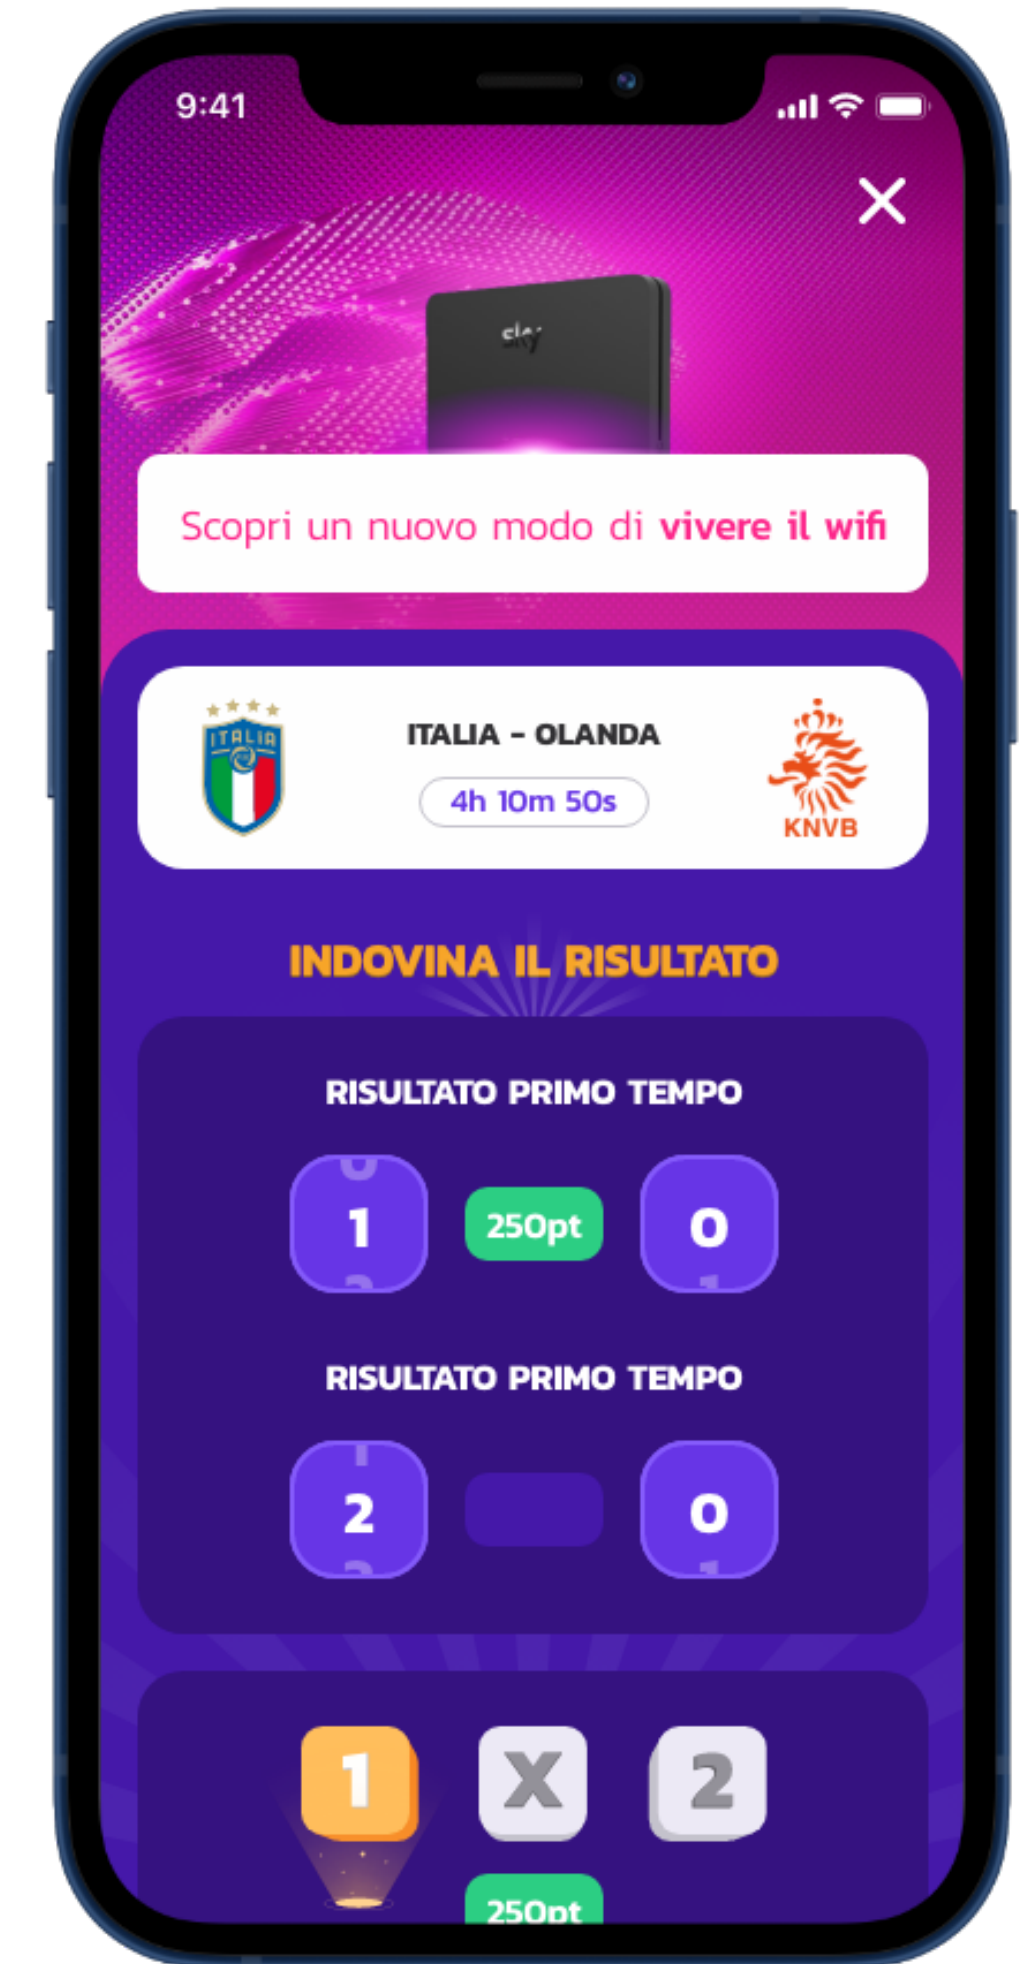 9:41
sky
Scopri un nuovo modo di vivere il wifi
ITALIA
ITALIA - OLANDA
4h 10m 50s
KNVB
INDOVINA IL RISULTATO
RISULTATO PRIMO TEMPO
1 250pt 0
RISULTATO PRIMO TEMPO
2 0
1 X 2
250pt